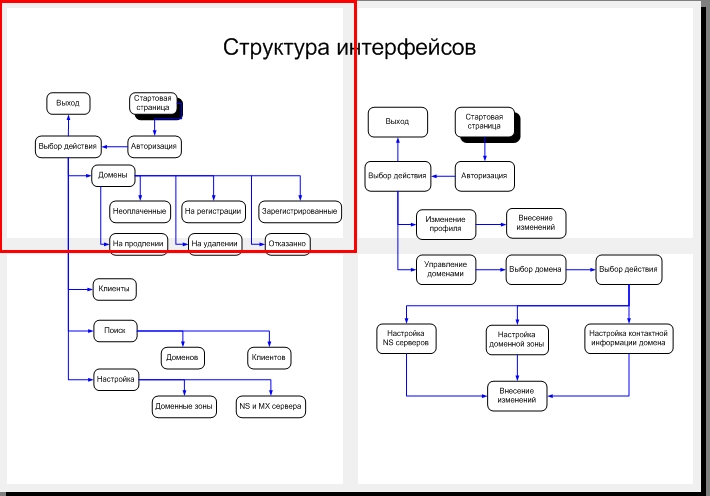 Структура интерфейсов
Выход
Стартовая
страница
Выбор действия
Авторизация
Домены
Неоплаченные
На регистрации
Зарегистрированные
На продлении
На удалении
Отказанно
Клиенты
Поиск
Доменов
Клиентов
Настройка
Доменные зоны
NS и MX сервера
Выход
Стартовая
страница
Выбор действия
Авторизация
Изменение
профиля
Внесение
изменений
Управление
доменами
Выбор домена
Выбор действия
Настройка
NS серверов
Настройка
доменной зоны
Настройка контактной
информации домена
Внесение
изменений